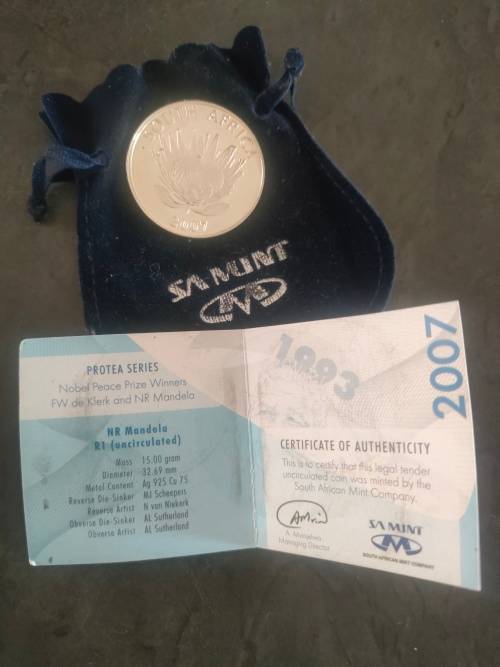 SOUTH AFRICA
2007
SA MINT
PROTEA SERIES
Nobel Peace Prize Winners
FW de Klerk and NR Mandela
NR Mandela
R1 (uncirculated)
Mass 15.00 gram
Diameter 32.69 mm
Metal Content Ag 925 Cu 75
Reverse Die-Sinker MJ Scheepers
Reverse Artist N van Niekerk
Obverse Die-Sinker AL Sutherland
Obverse Artist AL Sutherland
1993
2007
CERTIFICATE OF AUTHENTICITY
This is to certify that this legal tender
uncirculated coin was minted by the
South African Mint Company.
Managing Director
SA MINT
SOUTH AFRICAN MINT COMPANY